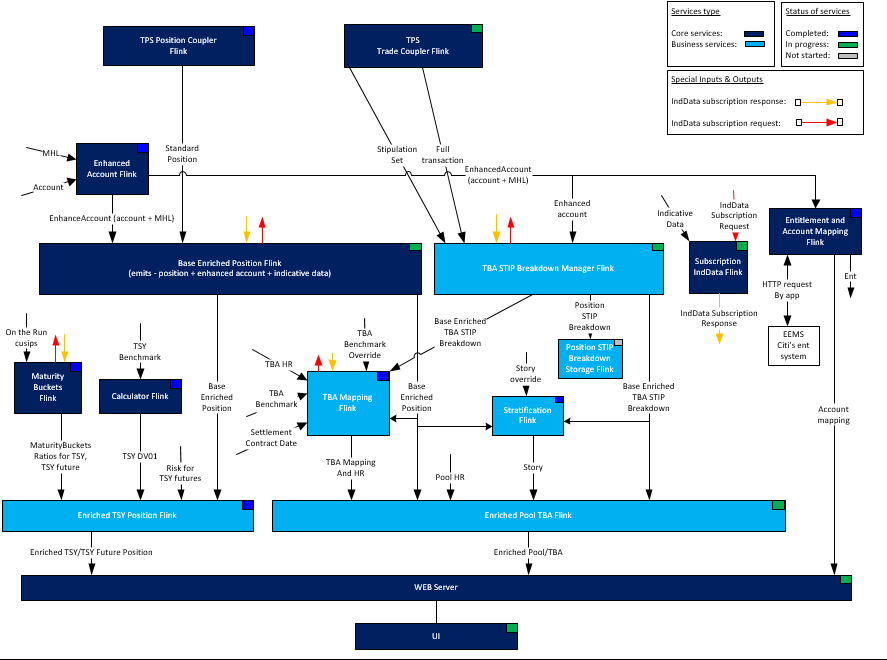 Services type
Core services:
Business services:
Status of services
Completed:
In progress:
Not started:
Special Inputs & Outputs
IndData subscription response:
IndData subscription request:
TPS Position Coupler
Flink
TPS
Trade Coupler Flink
MHL
Account
Enhanced
Account Flink
Standard
Position
Stipulation
Set
Full
transaction
EnhancedAccount
(account + MHL)
EnhanceAccount (account + MHL)
Enhanced
account
Indicative
Data
IndData
Subscription
Request
Entitlement and
Account Mapping
Flink
Base Enriched Position Flink
(emits - position + enhanced account + indicative data)
TBA STIP Breakdown Manager Flink
Subscription
IndData Flink
HTTP request
By app
Ent
IndData Subscription
Response
EEMS
Citi's ent
system
On the Run
cusips
TSY
Benchmark
TBA
Benchmark
Override
Base Enriched
TBA STIP
Breakdown
Position
STIP
Breakdown
Position STIP
Breakdown
Storage Flink
TBA HR
TBA
Benchmark
Settlement
Contract Date
Story
override
Maturity
Buckets
Flink
Calculator Flink
Base
Enriched
Position
TBA Mapping
Flink
Base
Enriched
Position
Stratification
Flink
Base Enriched
TBA STIP
Breakdown
Account
mapping
MaturityBuckets
Ratios for TSY,
TSY future
TSY DV01
Risk for
TSY futures
TBA Mapping
And HR
Pool HR
Story
Enriched TSY Position Flink
Enriched Pool TBA Flink
Enriched TSY/TSY Future Position
Enriched Pool/TBA
WEB Server
UI